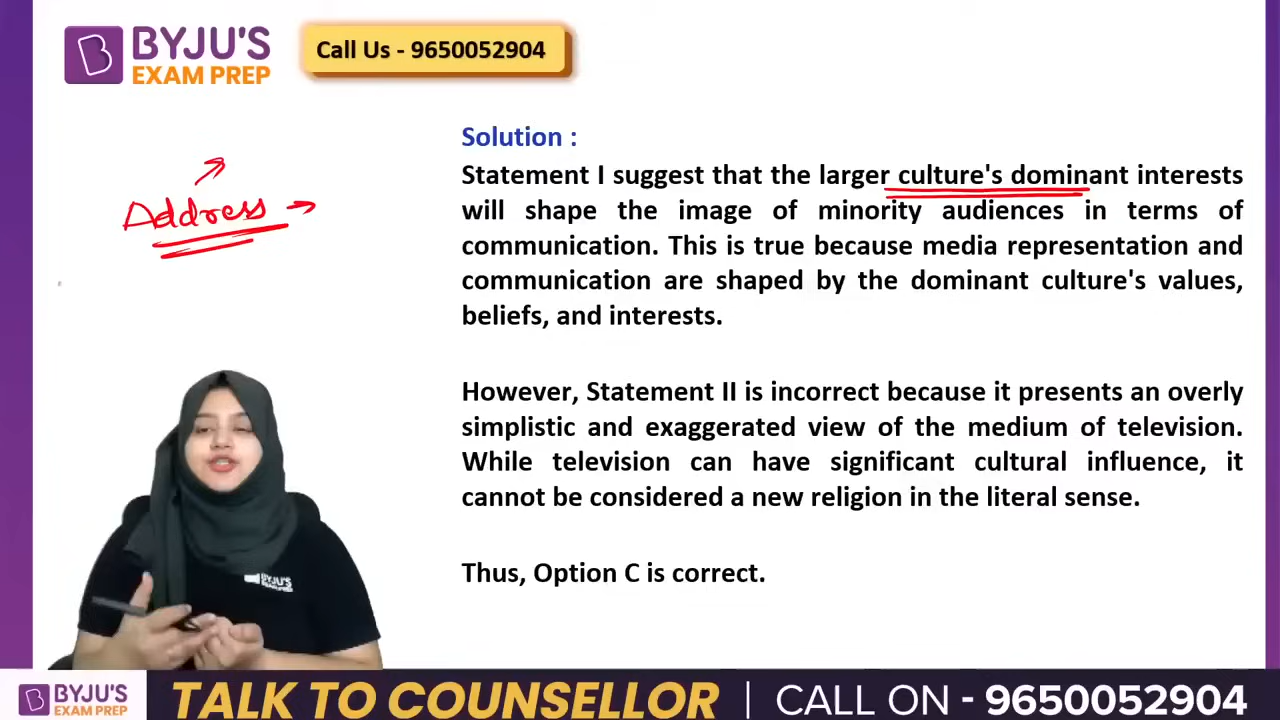 BYJU'S
EXAM PREP
Call Us - 9650052904
Address
Solution :
Statement I suggest that the larger culture's dominant interests
will shape the image of minority audiences in terms of
communication. This is true because media representation and
communication are shaped by the dominant culture's values,
beliefs, and interests.
However, Statement II is incorrect because it presents an overly
simplistic and exaggerated view of the medium of television.
While television can have significant cultural influence, it
cannot be considered a new religion in the literal sense.
Thus, Option C is correct.
BYJU'S
BYJU'S
EXAM PREP
TALK TO COUNSELLOR
CALL ON - 9650052904